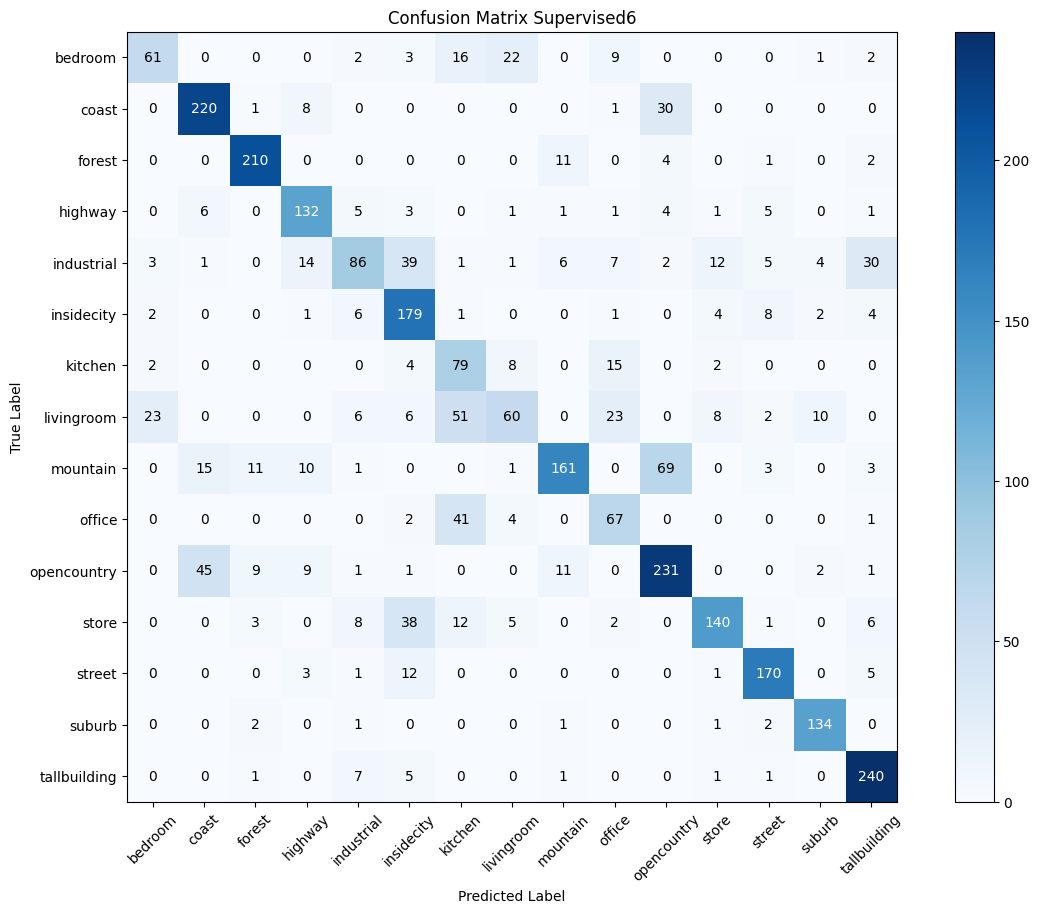 Confusion Matrix Supervised6
True Label
bedroom 61 0 0 0 2 3 16 22 0 9 0 0 0 1 2
coast 0 220 1 8 0 0 0 0 0 1 30 0 0 0 0
forest 0 0 210 0 0 0 0 0 11 0 4 0 1 0 2
highway 0 6 0 132 5 3 0 1 1 1 4 1 5 0 1
industrial 3 1 0 14 86 39 1 1 6 7 2 12 5 4 30
insidecity 2 0 0 1 6 179 1 0 0 1 0 4 8 2 4
kitchen 2 0 0 0 0 4 79 8 0 15 0 2 0 0 0
livingroom 23 0 0 0 6 6 51 60 0 23 0 8 2 10 0
mountain 0 15 11 10 1 0 0 1 161 0 69 0 3 0 3
office 0 0 0 0 0 2 41 4 0 67 0 0 0 0 1
opencountry 0 45 9 9 1 1 0 0 11 0 231 0 0 2 1
store 0 0 3 0 8 38 12 5 0 2 0 140 1 0 6
street 0 0 0 3 1 12 0 0 0 0 0 1 170 0 5
suburb 0 0 2 0 1 0 0 0 1 0 0 1 2 134 0
tallbuilding 0 0 1 0 7 5 0 0 1 0 0 1 1 0 240
bedroom coast forest highway industrial insidecity kitchen livingroom mountain office opencountry store street suburb tallbuilding
Predicted Label
200
150
100
50
0